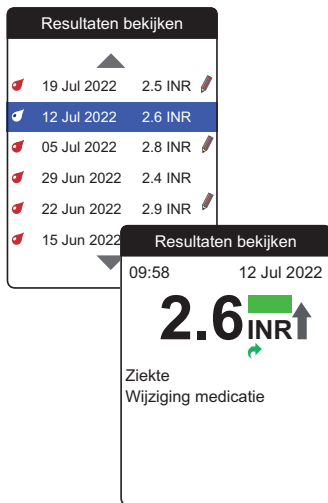 Resultaten bekijken
19 Jul 2022 2.5 INR
12 Jul 2022 2.6 INR
05 Jul 2022 2.8 INR
29 Jun 2022 2.4 INR
22 Jun 2022 2.9 INR
15 Jun 2022
Resultaten bekijken
09:58 12 Jul 2022
2.6 INR
Ziekte
Wijziging medicatie